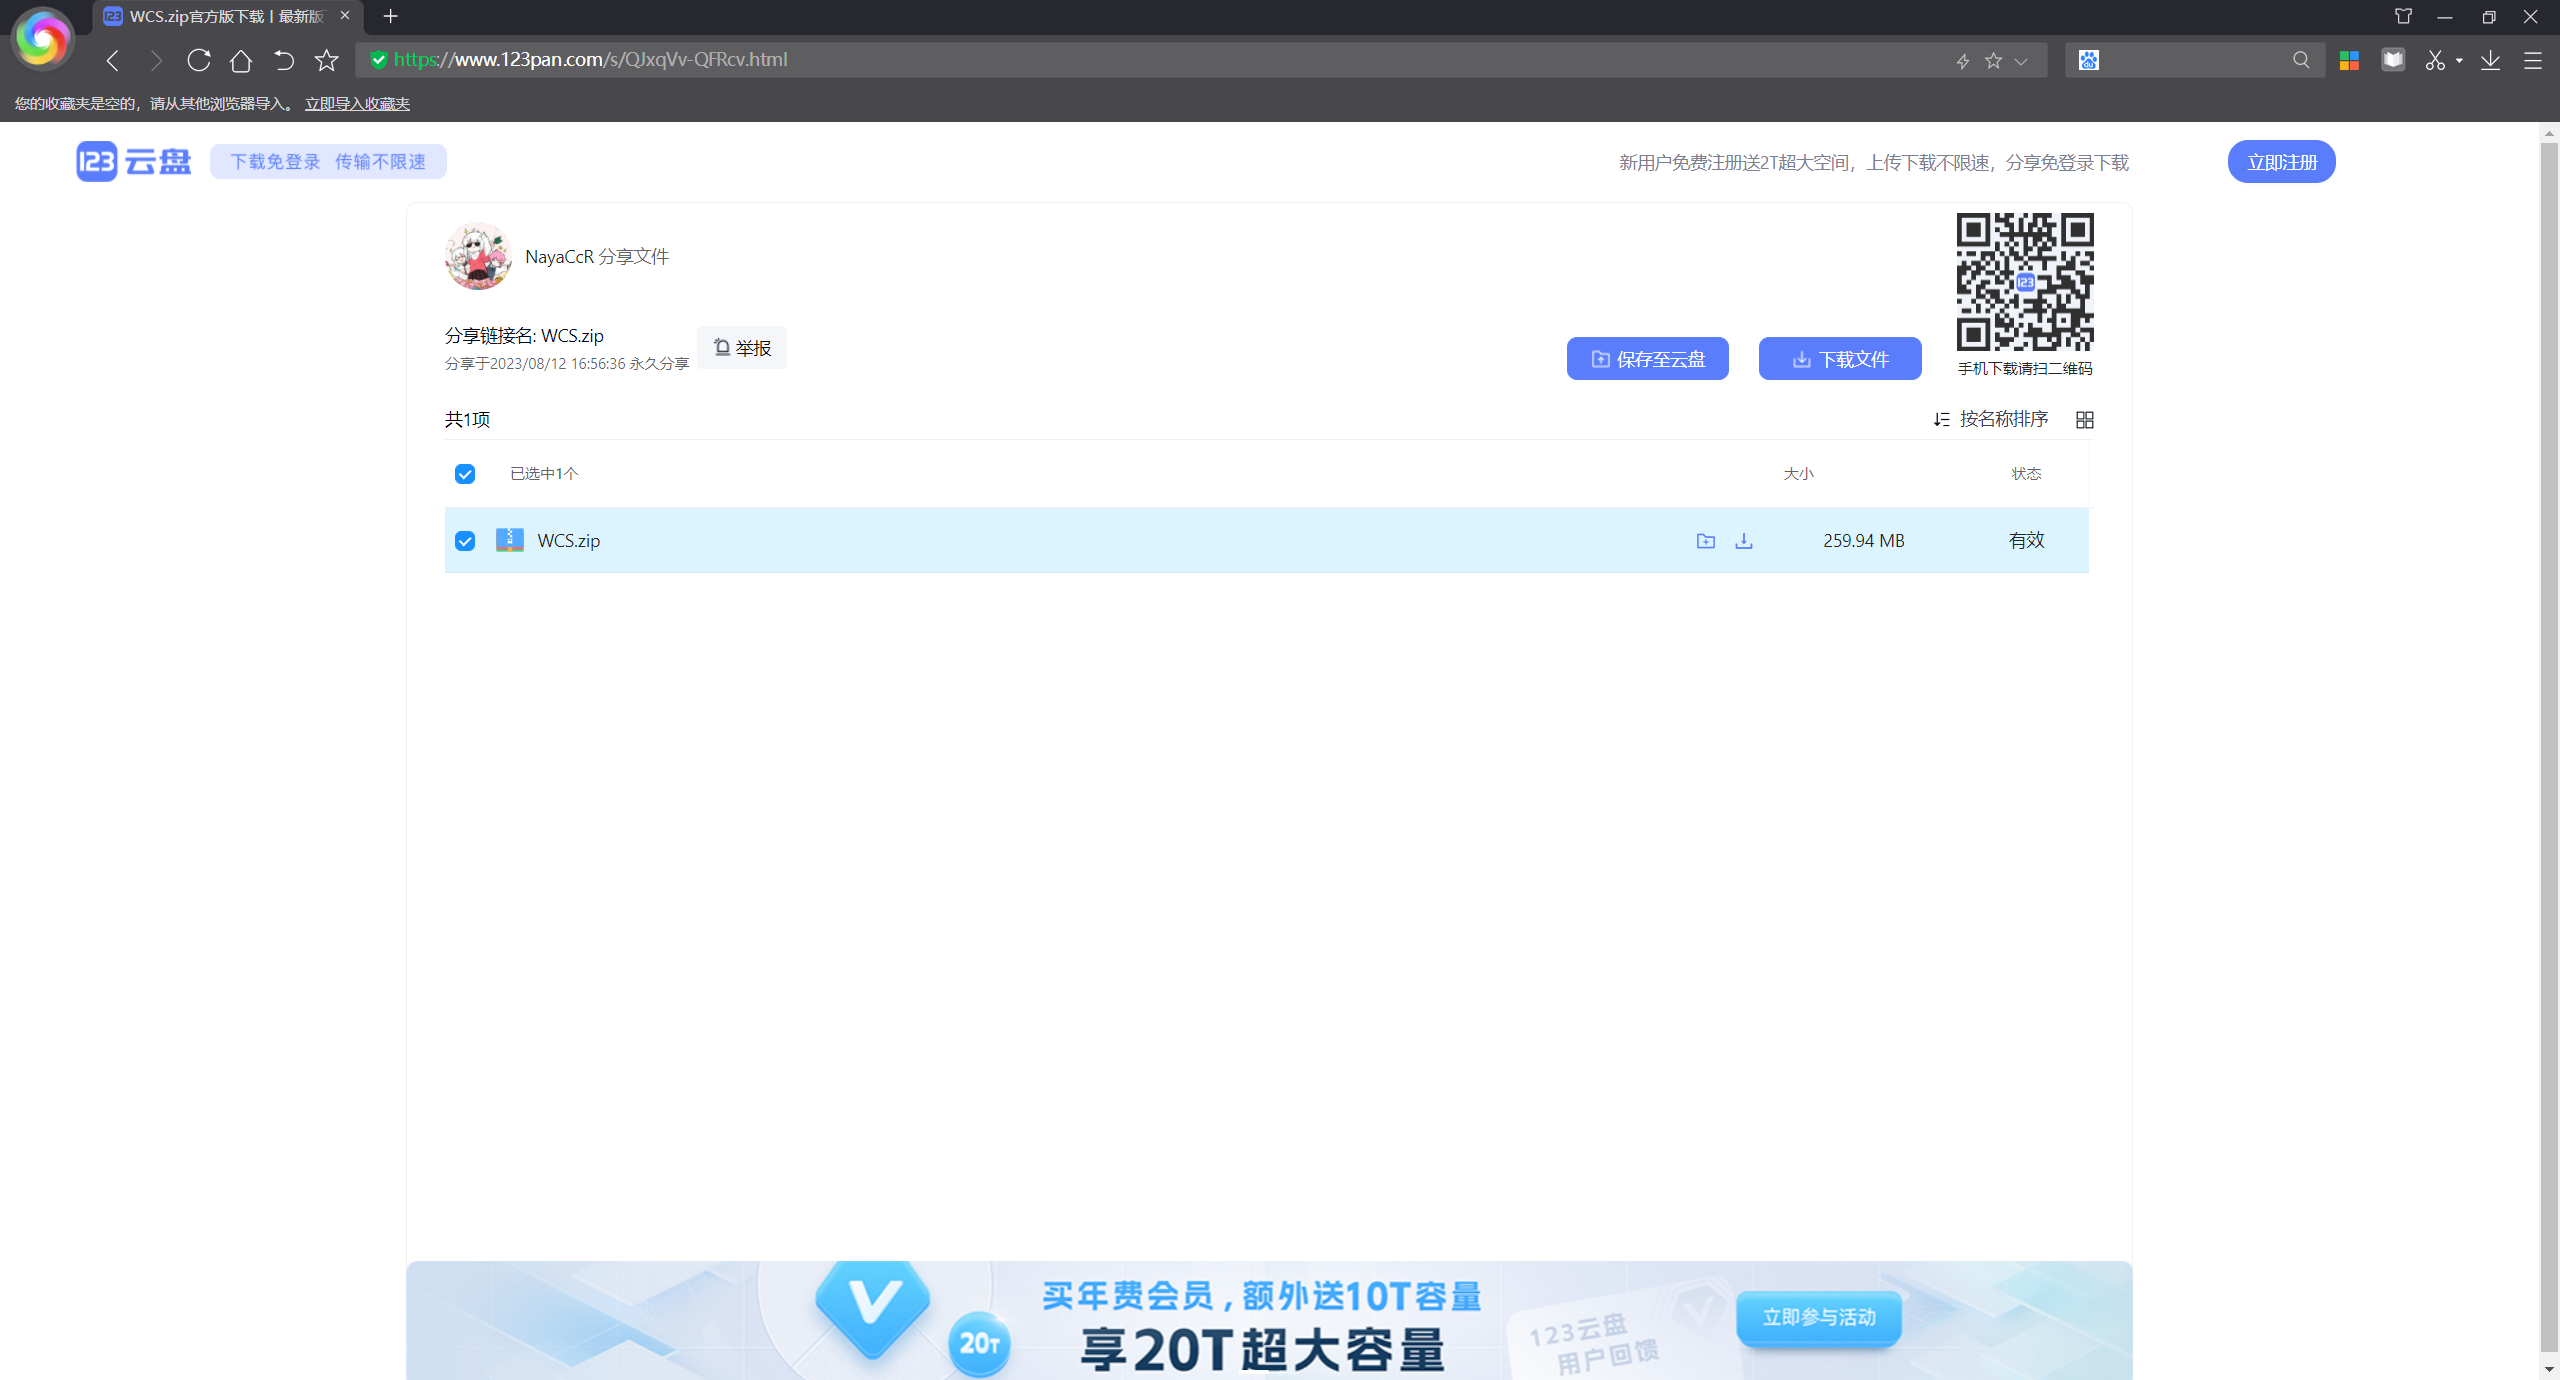 WCS.zip官方版下载丨最新版
https://www.123pan.com/s/QJxqVv-QFRcv.html
您的收藏夹是空的，请从其他浏览器导入。 立即导入收藏夹
123云盘 下载免登录 传输不限速
新用户免费注册送2T超大空间，上传下载不限速，分享免登录下载
立即注册
NayaCcR 分享文件
分享链接名: WCS.zip
分享于2023/08/12 16:56:36 永久分享
举报
保存至云盘
下载文件
手机下载请扫二维码
共1项
按名称排序
已选中1个 大小 状态
WCS.zip 259.94 MB 有效
买年费会员,额外送10T容量
享20T超大容量
20T
123云盘
用户回馈
立即参与活动